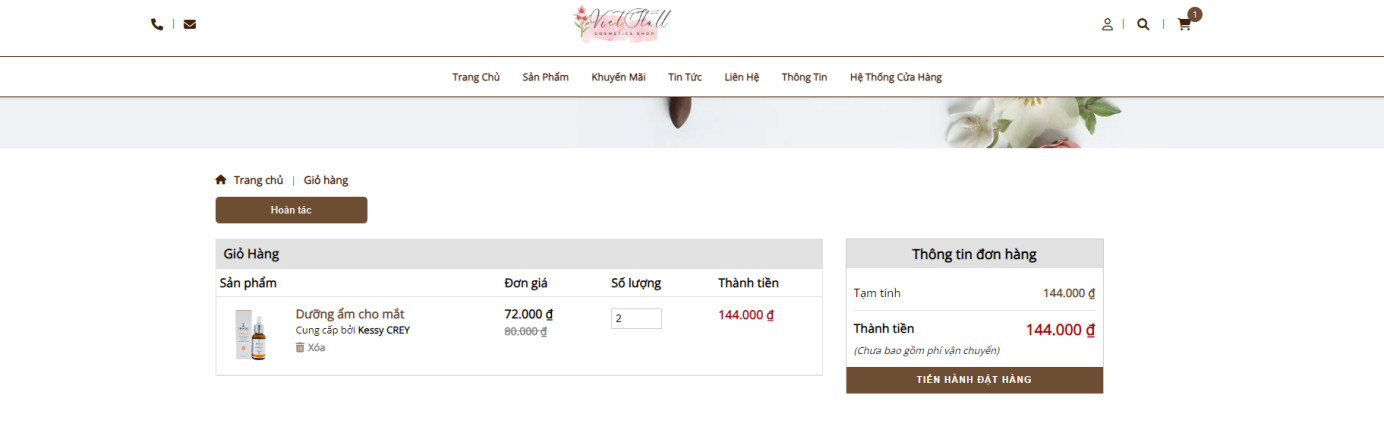 Viet Stall
COSMETICS SHOP
1
Trang Chủ Sản Phẩm Khuyến Mãi Tin Tức Liên Hệ Thông Tin Hệ Thống Cửa Hàng
Trang chủ | Giỏ hàng
Hoàn tác
Giỏ Hàng
Sản phẩm Đơn giá Số lượng Thành tiền
Dưỡng ẩm cho mắt 72.000 ₫ 2 144.000 ₫
Cung cấp bởi Kessy CREY 80.000 ₫
Xóa
Thông tin đơn hàng
Tạm tính 144.000 ₫
Thành tiền 144.000 ₫
(Chưa bao gồm phí vận chuyển)
TIẾN HÀNH ĐẶT HÀNG